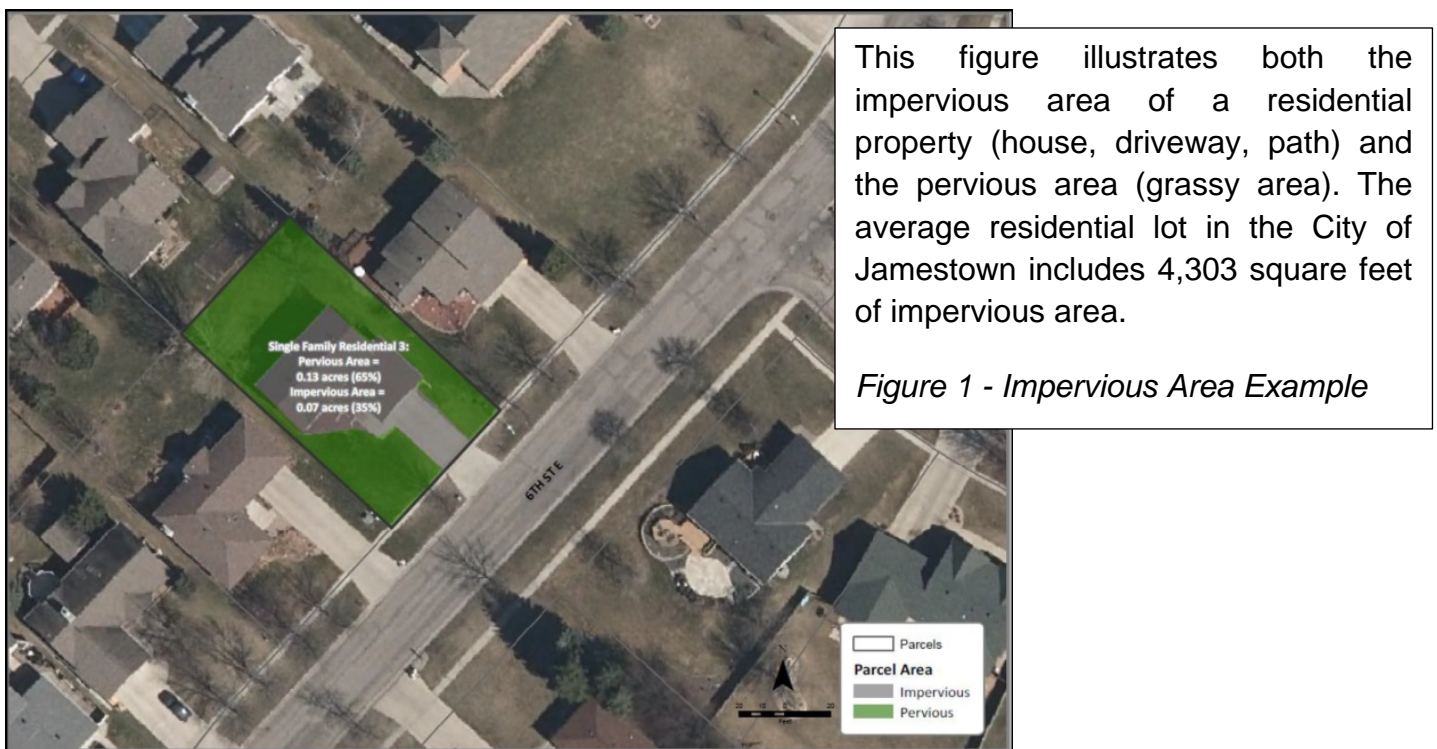 This figure illustrates both the
impervious area of a residential
property (house, driveway, path) and
the pervious area (grassy area). The
average residential lot in the City of
Jamestown includes 4,303 square feet
of impervious area.
Figure 1 - Impervious Area Example
Single Family Residential 3:
Pervious Area =
0.13 acres (65%)
Impervious Area =
0.07 acres (35%)
6TH ST E
Parcels
Parcel Area
Impervious
Pervious
Feet